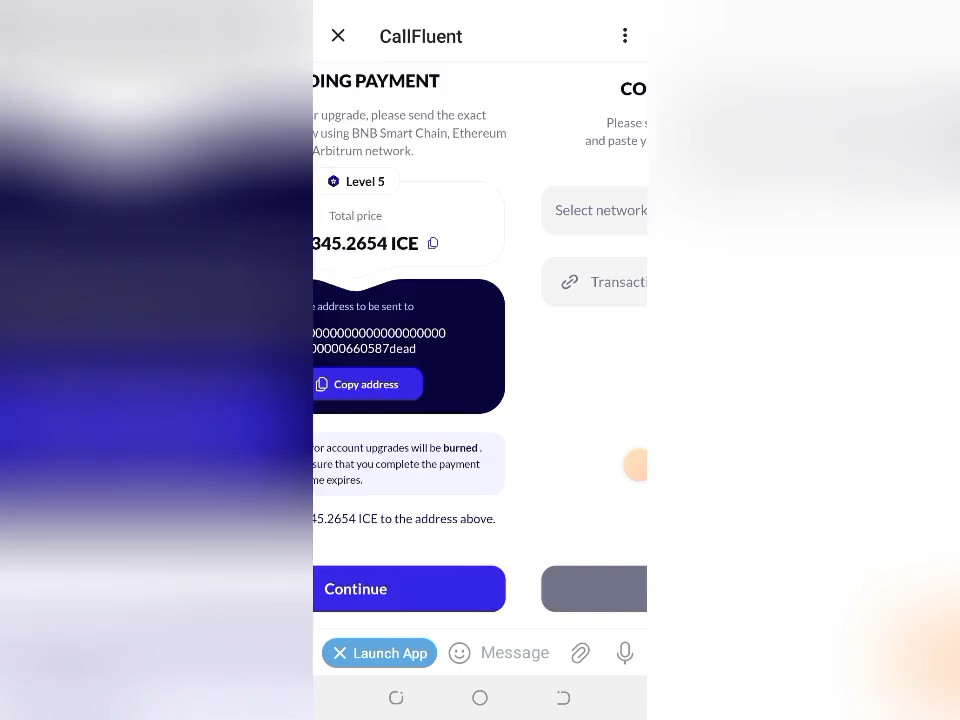 CallFluent
DING PAYMENT
CO
r upgrade, please send the exact
using BNB Smart Chain, Ethereum
Arbitrum network.
Please
and paste y
Level 5
Total price
345.2654 ICE
Select network
address to be sent to
0000000000000000000
00000660587dead
Transacti
Copy address
for account upgrades will be burned .
sure that you complete the payment
me expires.
45.2654 ICE to the address above.
Continue
Launch App
Message